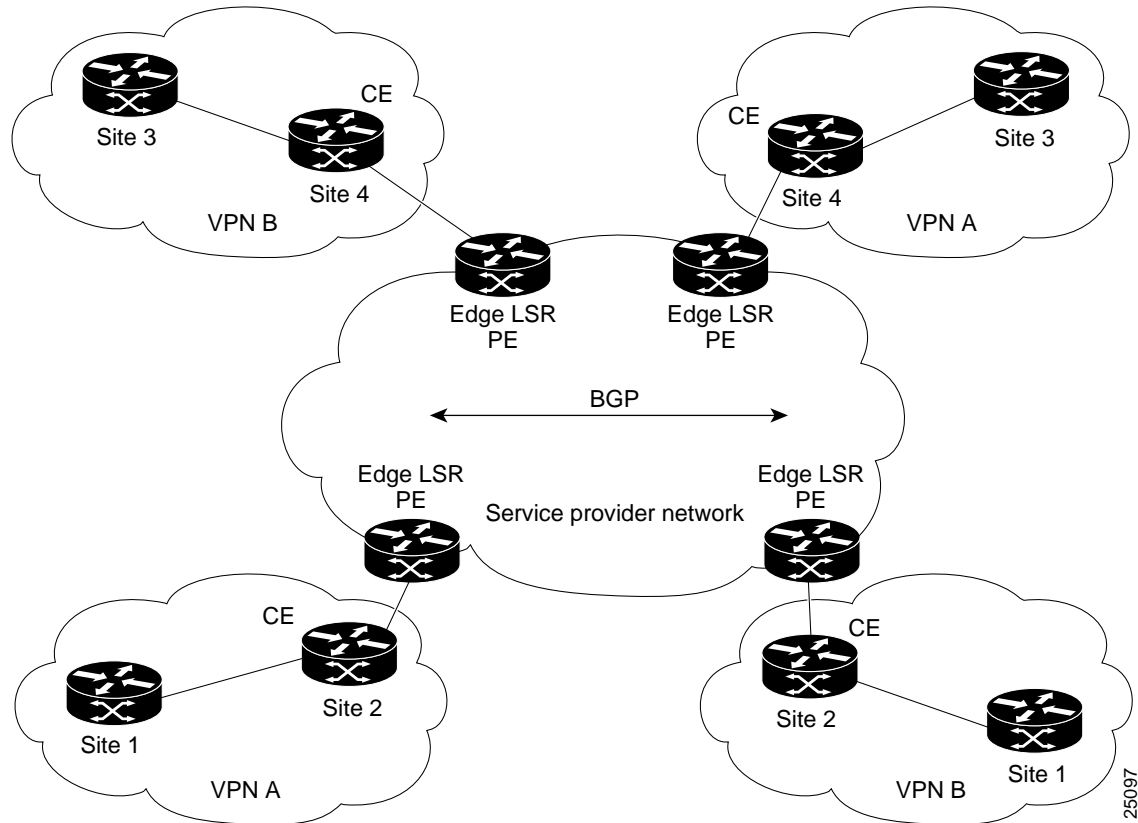 CE
Site 3
Site 4
VPN B
CE
Site 3
Site 4
VPN A
Edge LSR
PE
Edge LSR
PE
BGP
Edge LSR
PE
Edge LSR
PE
Service provider network
CE
Site 2
Site 1
VPN A
CE
Site 2
Site 1
VPN B
25097